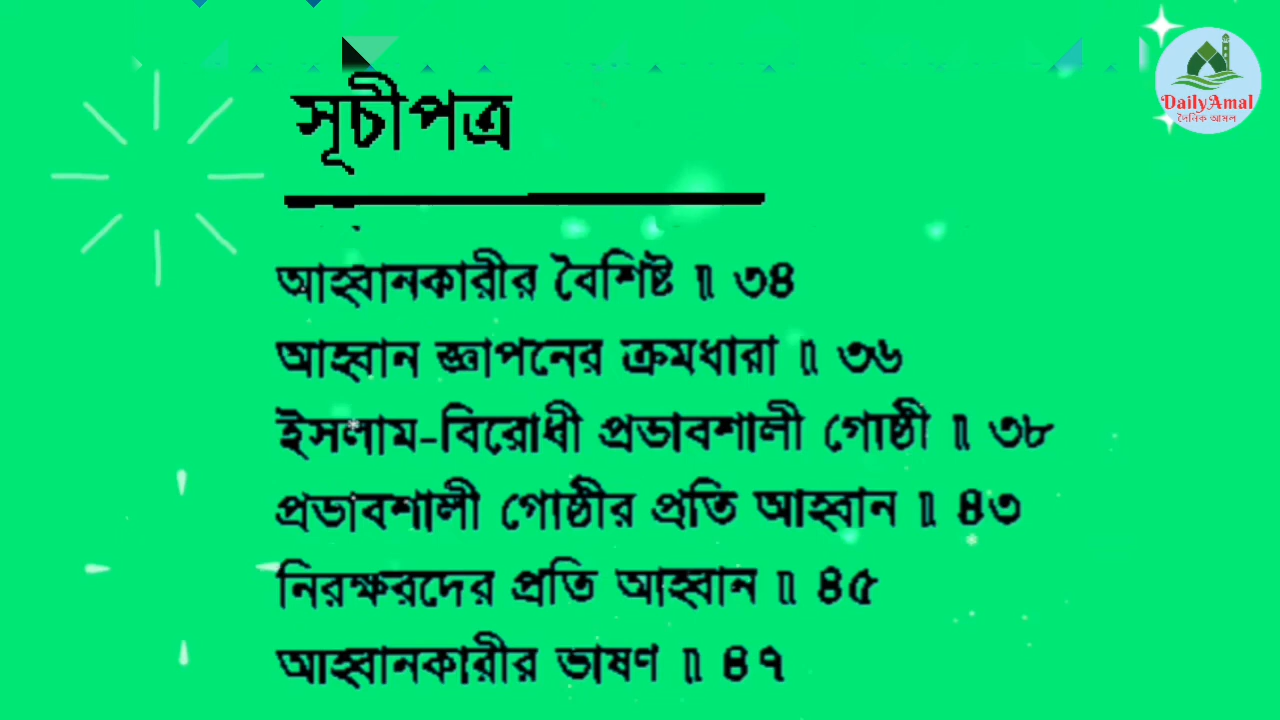 সূচীপত্র
DailyAmal
দৈনিক আমল
আহ্বানকারীর বৈশিষ্ট ॥ ৩৪
আহ্বান জ্ঞাপনের ক্রমধারা ॥ ৩৬
ইসলাম-বিরোধী প্রভাবশালী গোষ্ঠী ॥ ৩৮
প্রভাবশালী গোষ্ঠীর প্রতি আহ্বান ॥ ৪৩
নিরক্ষরদের প্রতি আহ্বান ॥ ৪৫
আহ্বানকারীর ভাষণ ॥ ৪৭